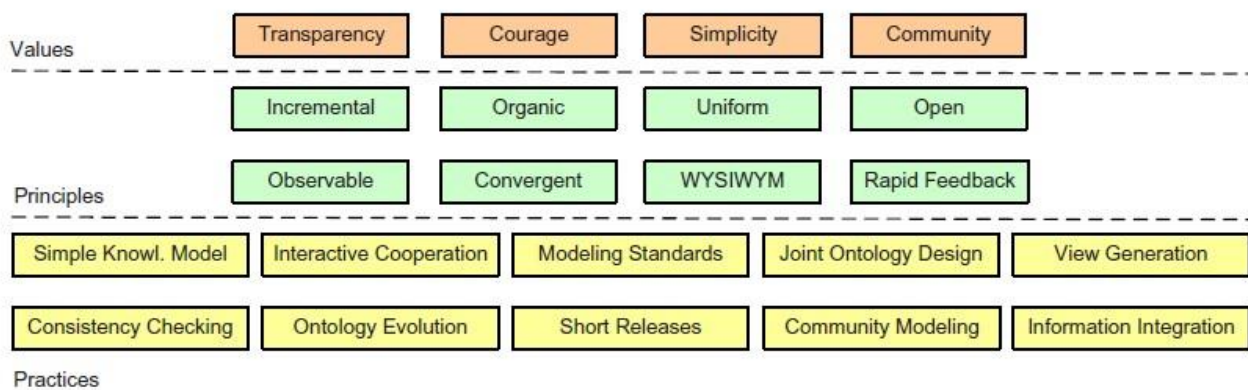 Transparency Courage Simplicity Community
Values
Incremental Organic Uniform Open
Observable Convergent WYSIWYM Rapid Feedback
Principles
Simple Knowl. Model Interactive Cooperation Modeling Standards Joint Ontology Design View Generation
Consistency Checking Ontology Evolution Short Releases Community Modeling Information Integration
Practices